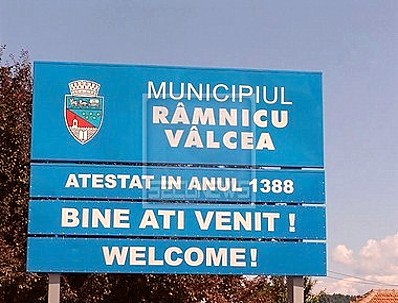 MUNICIPIUL
RÂMNICU
VÂLCEA
ATESTAT IN ANUL 1388
BINE ATI VENIT !
WELCOME!